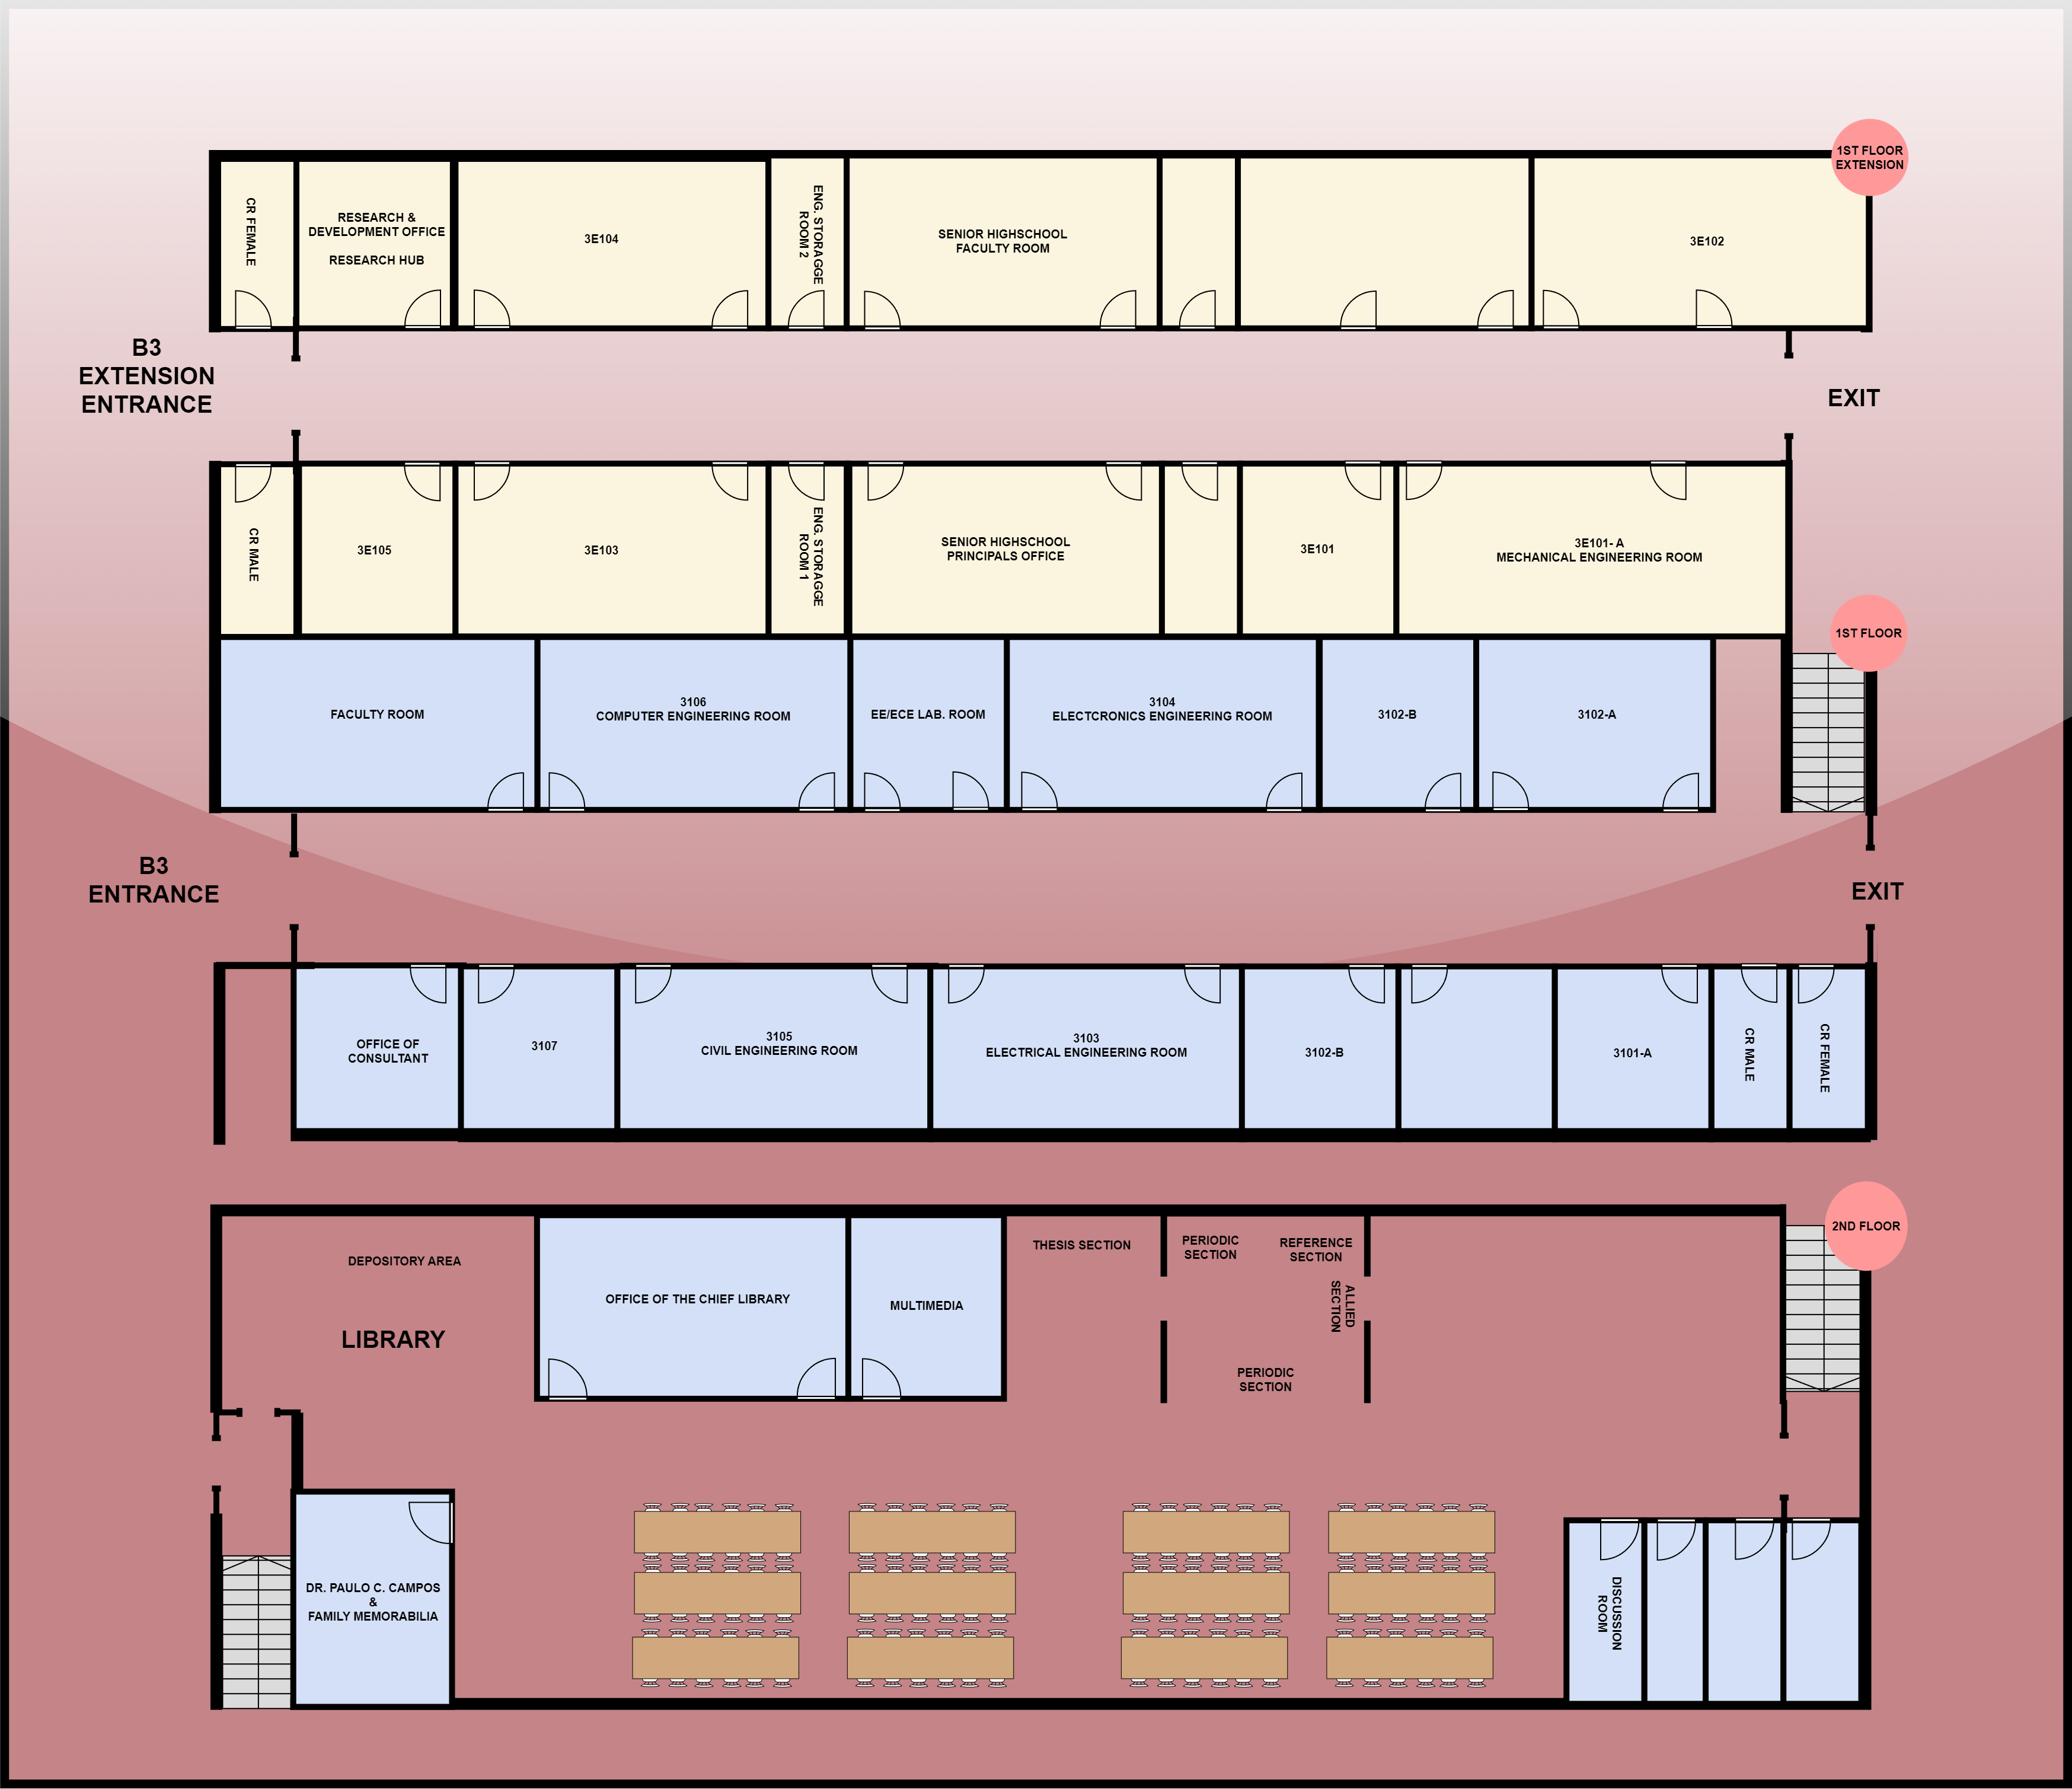 1ST FLOOR
EXTENSION
CR FEMALE
RESEARCH &
DEVELOPMENT OFFICE
RESEARCH HUB
3E104
ENG. STORAGGE
ROOM 2
SENIOR HIGHSCHOOL
FACULTY ROOM
3E102
B3
EXTENSION
ENTRANCE
EXIT
CR MALE
3E105
3E103
ENG. STORAGGE
ROOM 1
SENIOR HIGHSCHOOL
PRINCIPALS OFFICE
3E101
3E101- A
MECHANICAL ENGINEERING ROOM
1ST FLOOR
FACULTY ROOM
3106
COMPUTER ENGINEERING ROOM
EE/ECE LAB. ROOM
3104
ELECTCRONICS ENGINEERING ROOM
3102-B
3102-A
B3
ENTRANCE
EXIT
OFFICE OF
CONSULTANT
3107
3105
CIVIL ENGINEERING ROOM
3103
ELECTRICAL ENGINEERING ROOM
3102-B
3101-A
CR MALE
CR FEMALE
2ND FLOOR
DEPOSITORY AREA
LIBRARY
OFFICE OF THE CHIEF LIBRARY
MULTIMEDIA
THESIS SECTION
PERIODIC
SECTION
REFERENCE
SECTION
ALLIED
SECTION
PERIODIC
SECTION
DR. PAULO C. CAMPOS
&
FAMILY MEMORABILIA
DISCUSSION
ROOM